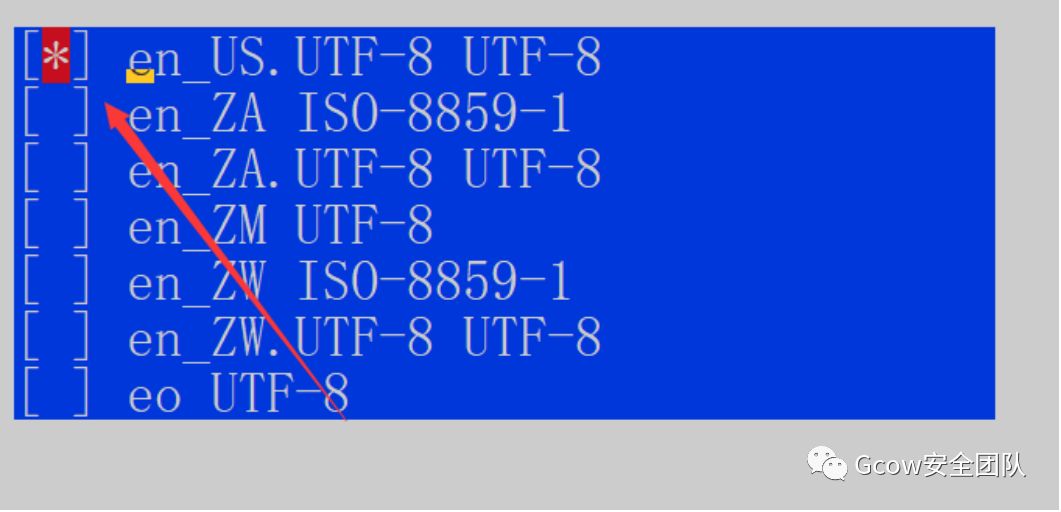 [*] en_US.UTF-8 UTF-8
[ ] en_ZA ISO-8859-1
[ ] en_ZA.UTF-8 UTF-8
[ ] en_ZM UTF-8
[ ] en_ZW ISO-8859-1
[ ] en_ZW.UTF-8 UTF-8
[ ] eo UTF-8
Gcow安全团队